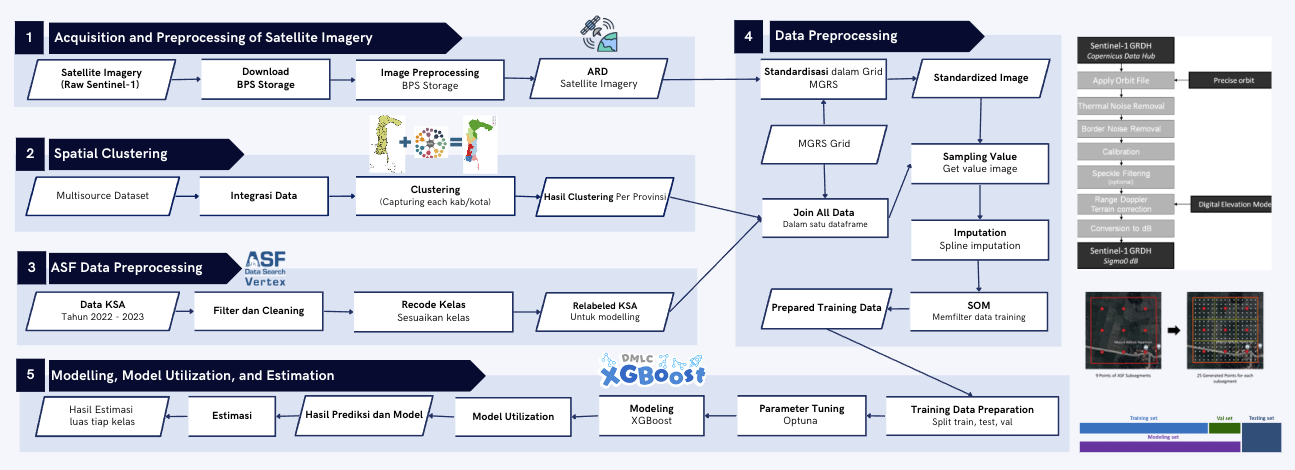 1 Acquisition and Preprocessing of Satellite Imagery
Satellite Imagery
(Raw Sentinel-1)
Download
BPS Storage
Image Preprocessing
BPS Storage
ARD
Satellite Imagery
2 Spatial Clustering
Multisource Dataset
Integrasi Data
Clustering
(Capturing each kab/kota)
Hasil Clustering Per Provinsi
3 ASF Data Preprocessing
ASF
Data Search
Vertex
Data KSA
Tahun 2022 - 2023
Filter dan Cleaning
Recode Kelas
Sesuaikan kelas
Relabeled KSA
Untuk modelling
4 Data Preprocessing
Standardisasi dalam Grid
MGRS
Standardized Image
MGRS Grid
Sampling Value
Get value image
Join All Data
Dalam satu dataframe
Imputation
Spline imputation
Prepared Training Data
SOM
Memfilter data training
5 Modelling, Model Utilization, and Estimation
DMLC
XGBoost
Hasil Estimasi
luas tiap kelas
Estimasi
Hasil Prediksi dan Model
Model Utilization
Modeling
XGBoost
Parameter Tuning
Optuna
Training Data Preparation
Split train, test, val
Sentinel-1 GRDH
Copernicus Data Hub
Apply Orbit File
Precise orbit
Thermal Noise Removal
Border Noise Removal
Calibration
Speckle Filtering
(optional)
Range Doppler
Terrain correction
Digital Elevation Mode
Conversion to dB
Sentinel-1 GRDH
Sigma0 dB
9 Points of ASF Subsegments
25 Generated Points for each
subsegment
Training set
Val set
Testing set
Modeling set